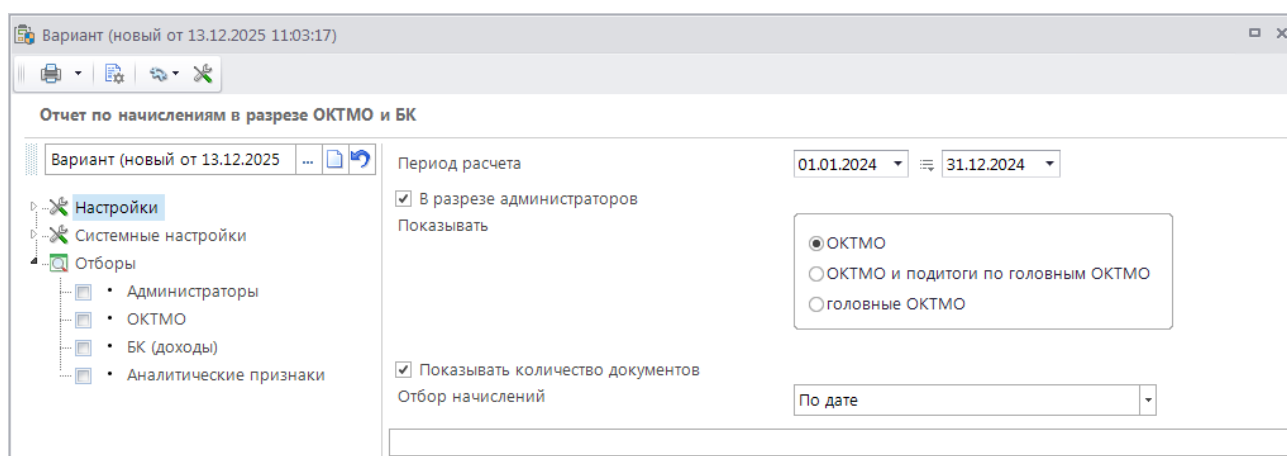 Вариант (новый от 13.12.2025 11:03:17)
Отчет по начислениям в разрезе ОКТМО и БК
Вариант (новый от 13.12.2025 ...
Период расчета 01.01.2024 31.12.2024
В разрезе администраторов
Настройки
Показывать
Системные настройки
ОКТМО
Отборы
ОКТМО и подитоги по головным ОКТМО
Администраторы
головные ОКТМО
ОКТМО
БК (доходы)
Показывать количество документов
Аналитические признаки
Отбор начислений По дате